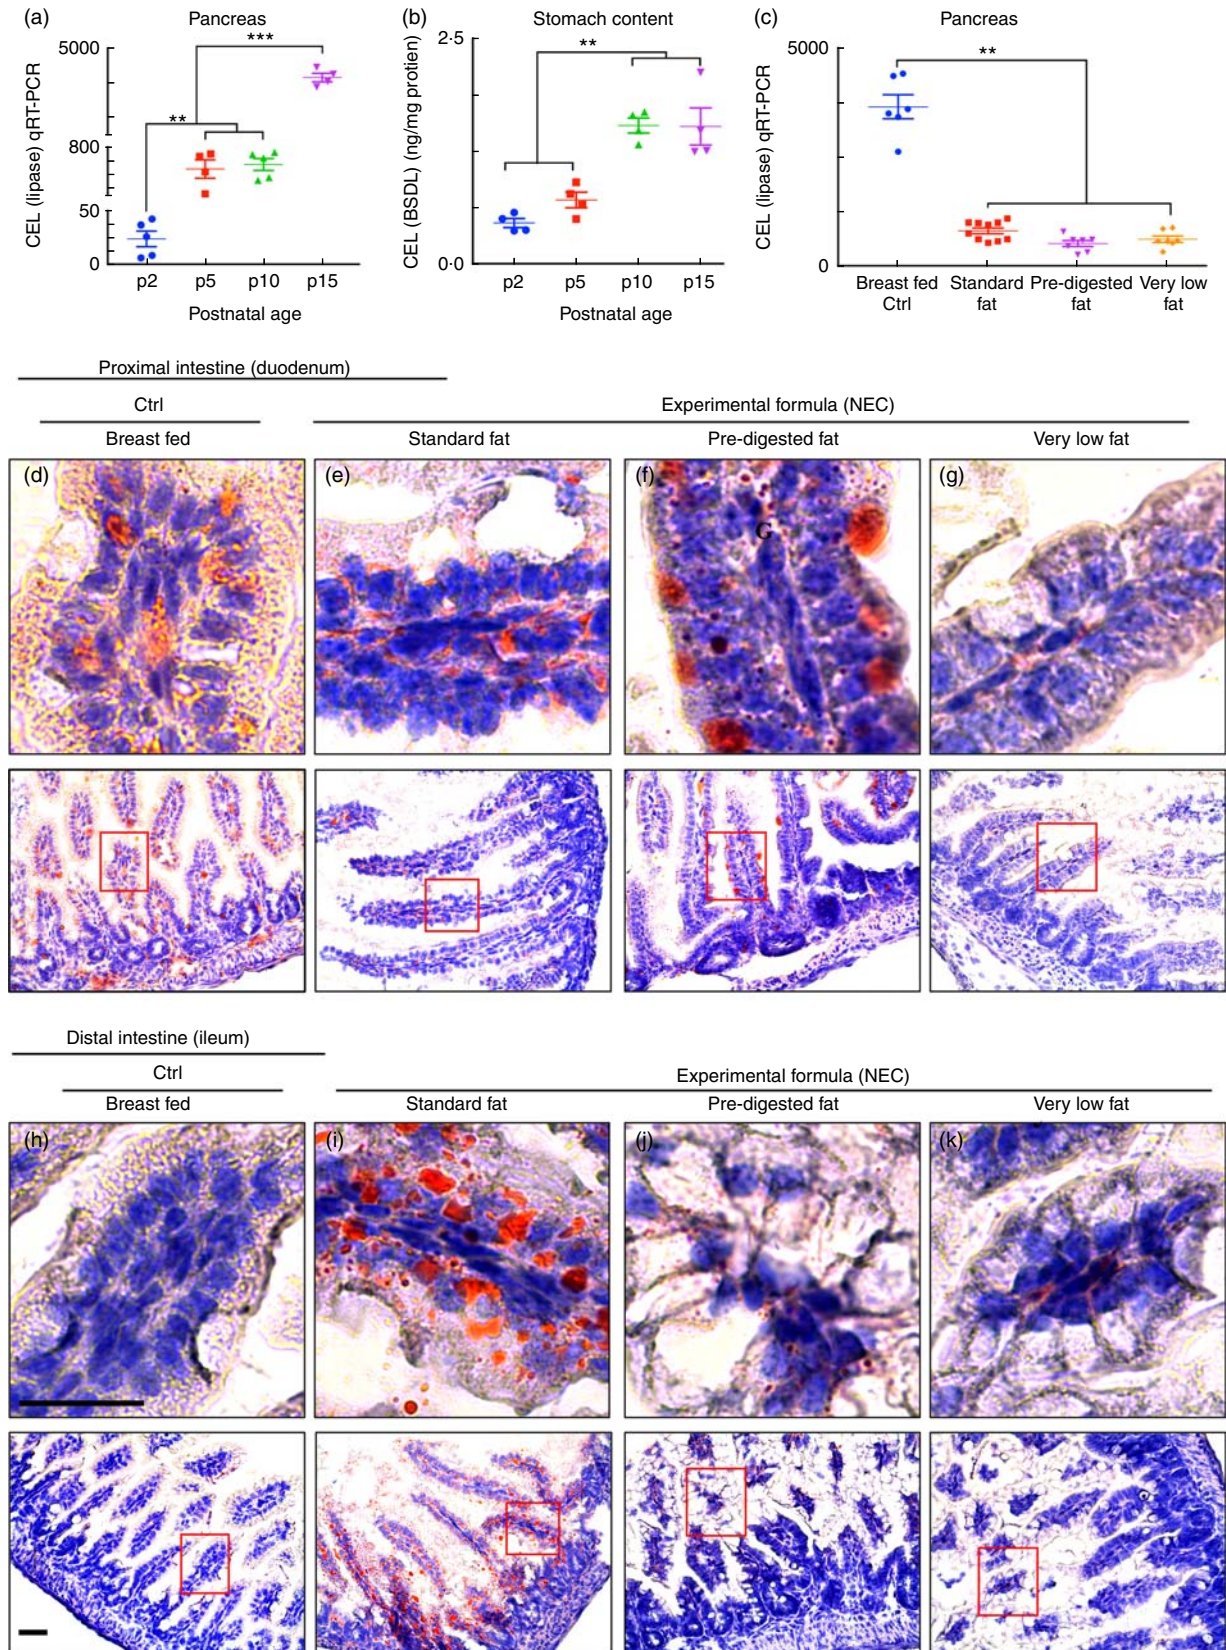 (a)
Pancreas
CEL (lipase) qRT-PCR
5000
800
50
0
***
**
p2 p5 p10 p15
Postnatal age
(b)
Stomach content
CEL (BSDL) (ng/mg protien)
2·5
0·0
**
p2 p5 p10 p15
Postnatal age
(c)
Pancreas
CEL (lipase) qRT-PCR
5000
0
**
Breast fed Standard Pre-digested Very low
Ctrl fat fat fat
Proximal intestine (duodenum)
Ctrl
Experimental formula (NEC)
Breast fed Standard fat Pre-digested fat Very low fat
(d) (e) (f) (g)
G
Distal intestine (ileum)
Ctrl
Experimental formula (NEC)
Breast fed Standard fat Pre-digested fat Very low fat
(h) (i) (j) (k)